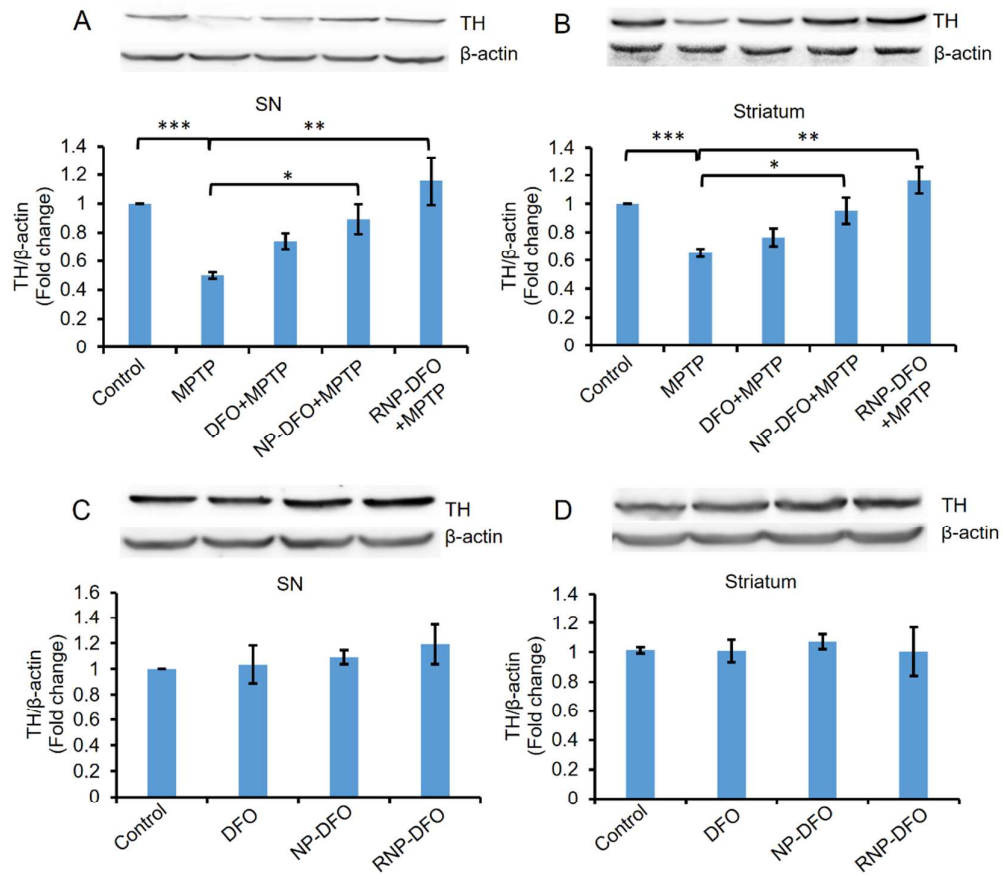 A
TH
β-actin
SN
***
**
*
1.4
1.2
1
0.8
0.6
0.4
0.2
0
TH/β-actin
(Fold change)
Control
MPTP
DFO+MPTP
NP-DFO+MPTP
RNP-DFO
+MPTP
B
TH
β-actin
Striatum
***
**
*
1.4
1.2
1
0.8
0.6
0.4
0.2
0
TH/β-actin
(Fold change)
Control
MPTP
DFO+MPTP
NP-DFO+MPTP
RNP-DFO
+MPTP
C
TH
β-actin
SN
1.6
1.4
1.2
1
0.8
0.6
0.4
0.2
0
TH/β-actin
(Fold change)
Control
DFO
NP-DFO
RNP-DFO
D
TH
β-actin
Striatum
1.4
1.2
1
0.8
0.6
0.4
0.2
0
TH/β-actin
(Fold change)
Control
DFO
NP-DFO
RNP-DFO